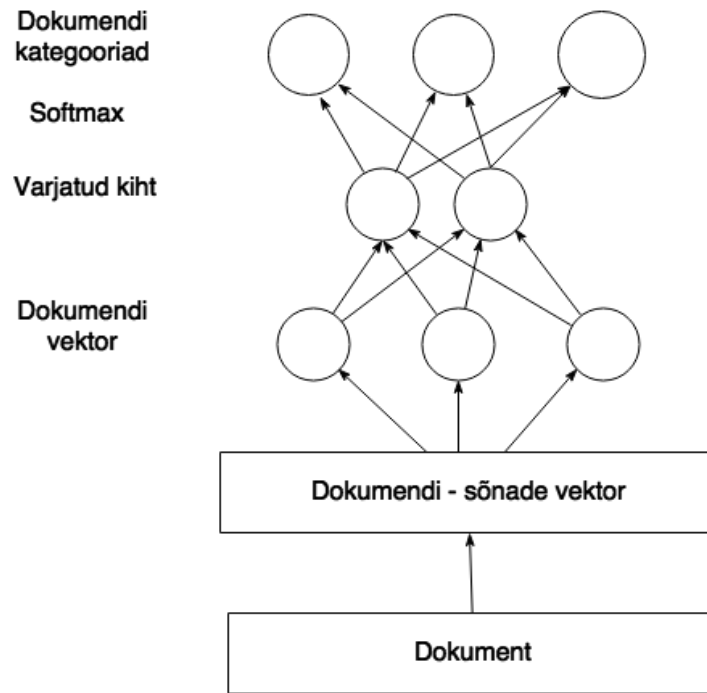 Dokumendi
kategooriad
Softmax
Varjatud kiht
Dokumendi
vektor
Dokumendi - sõnade vektor
Dokument